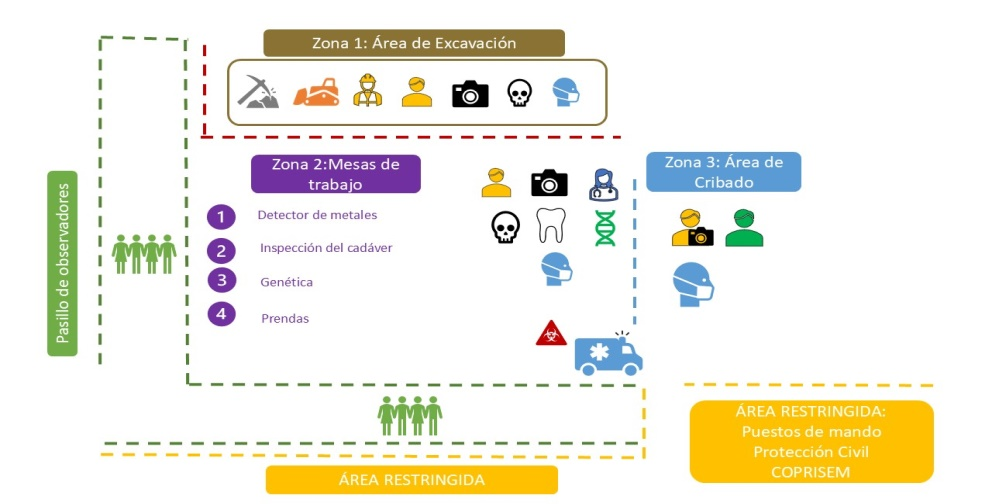 Zona 1: Área de Excavación
Zona 2:Mesas de
trabajo
Zona 3: Área de
Cribado
Pasillo de observadores
1 Detector de metales
2 Inspección del cadáver
3 Genética
4 Prendas
ÁREA RESTRINGIDA:
Puestos de mando
Protección Civil
COPRISEM
ÁREA RESTRINGIDA